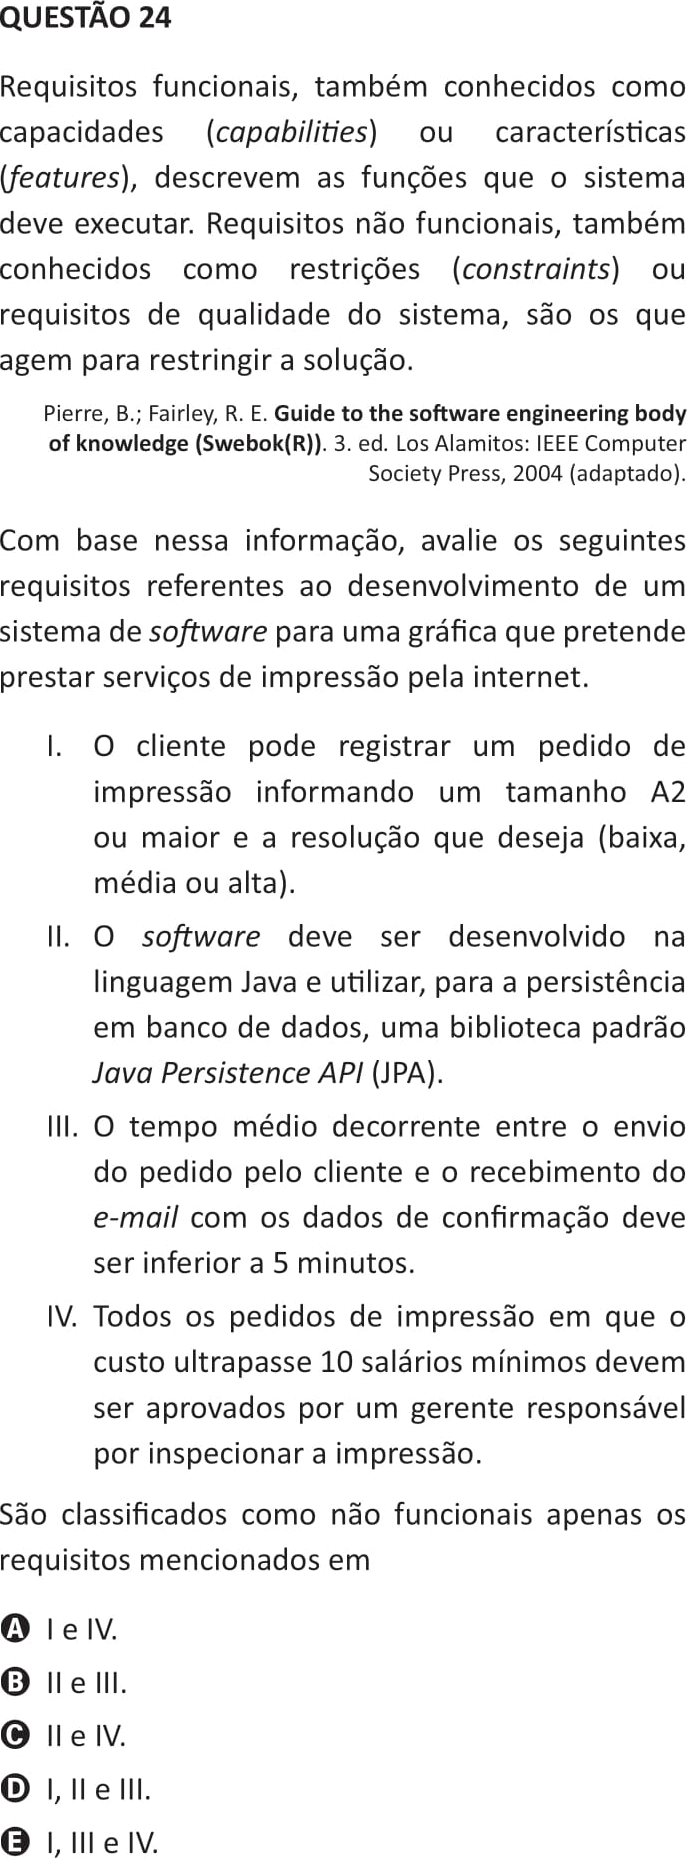 QUESTÃO 24
Requisitos funcionais, também conhecidos como
capacidades (capabilities) ou características
(features), descrevem as funções que o sistema
deve executar. Requisitos não funcionais, também
conhecidos como restrições (constraints) ou
requisitos de qualidade do sistema, são os que
agem para restringir a solução.
Pierre, B.; Fairley, R. E. Guide to the software engineering body
of knowledge (Swebok(R)). 3. ed. Los Alamitos: IEEE Computer
Society Press, 2004 (adaptado).
Com base nessa informação, avalie os seguintes
requisitos referentes ao desenvolvimento de um
sistema de software para uma gráfica que pretende
prestar serviços de impressão pela internet.
I. O cliente pode registrar um pedido de
impressão informando um tamanho A2
ou maior e a resolução que deseja (baixa,
média ou alta).
II. O software deve ser desenvolvido na
linguagem Java e utilizar, para a persistência
em banco de dados, uma biblioteca padrão
Java Persistence API (JPA).
III. O tempo médio decorrente entre o envio
do pedido pelo cliente e o recebimento do
e-mail com os dados de confirmação deve
ser inferior a 5 minutos.
IV. Todos os pedidos de impressão em que o
custo ultrapasse 10 salários mínimos devem
ser aprovados por um gerente responsável
por inspecionar a impressão.
São classificados como não funcionais apenas os
requisitos mencionados em
A I e IV.
B II e III.
C II e IV.
D I, II e III.
E I, III e IV.